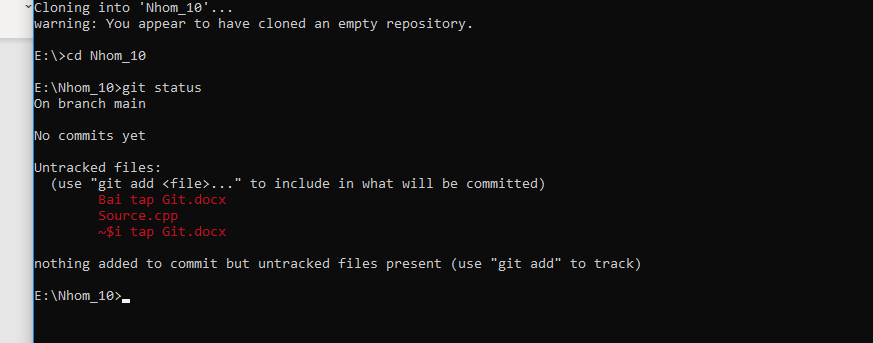 Cloning into 'Nhom_10'...
warning: You appear to have cloned an empty repository.
E:\>cd Nhom_10
E:\Nhom_10>git status
On branch main
No commits yet
Untracked files:
  (use "git add <file>..." to include in what will be committed)
        Bai tap Git.docx
        Source.cpp
        ~$i tap Git.docx
nothing added to commit but untracked files present (use "git add" to track)
E:\Nhom_10>